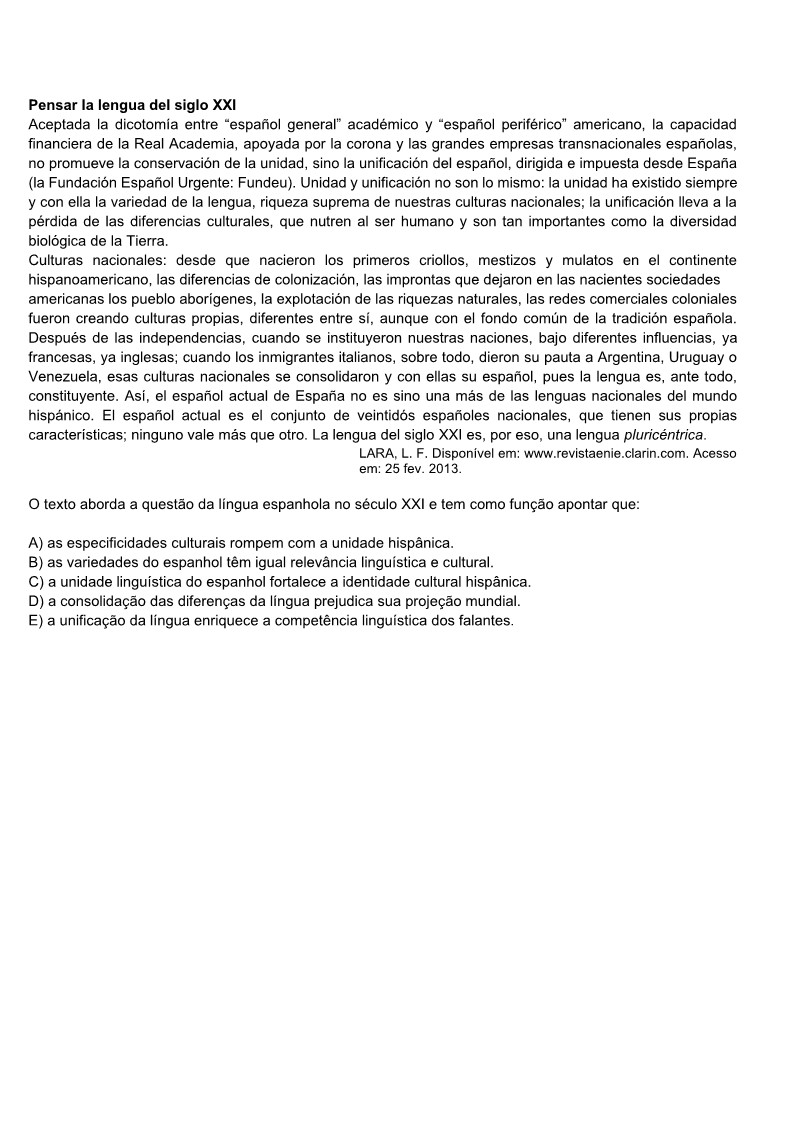 Pensar la lengua del siglo XXI
Aceptada la dicotomía entre “español general” académico y “español periférico” americano, la capacidad
financiera de la Real Academia, apoyada por la corona y las grandes empresas transnacionales españolas,
no promueve la conservación de la unidad, sino la unificación del español, dirigida e impuesta desde España
(la Fundación Español Urgente: Fundeu). Unidad y unificación no son lo mismo: la unidad ha existido siempre
y con ella la variedad de la lengua, riqueza suprema de nuestras culturas nacionales; la unificación lleva a la
pérdida de las diferencias culturales, que nutren al ser humano y son tan importantes como la diversidad
biológica de la Tierra.
Culturas nacionales: desde que nacieron los primeros criollos, mestizos y mulatos en el continente
hispanoamericano, las diferencias de colonización, las improntas que dejaron en las nacientes sociedades
americanas los pueblo aborígenes, la explotación de las riquezas naturales, las redes comerciales coloniales
fueron creando culturas propias, diferentes entre sí, aunque con el fondo común de la tradición española.
Después de las independencias, cuando se instituyeron nuestras naciones, bajo diferentes influencias, ya
francesas, ya inglesas; cuando los inmigrantes italianos, sobre todo, dieron su pauta a Argentina, Uruguay o
Venezuela, esas culturas nacionales se consolidaron y con ellas su español, pues la lengua es, ante todo,
constituyente. Así, el español actual de España no es sino una más de las lenguas nacionales del mundo
hispánico. El español actual es el conjunto de veintidós españoles nacionales, que tienen sus propias
características; ninguno vale más que otro. La lengua del siglo XXI es, por eso, una lengua pluricéntrica.
LARA, L. F. Disponível em: www.revistaenie.clarin.com. Acesso
em: 25 fev. 2013.
O texto aborda a questão da língua espanhola no século XXI e tem como função apontar que:
A) as especificidades culturais rompem com a unidade hispânica.
B) as variedades do espanhol têm igual relevância linguística e cultural.
C) a unidade linguística do espanhol fortalece a identidade cultural hispânica.
D) a consolidação das diferenças da língua prejudica sua projeção mundial.
E) a unificação da língua enriquece a competência linguística dos falantes.